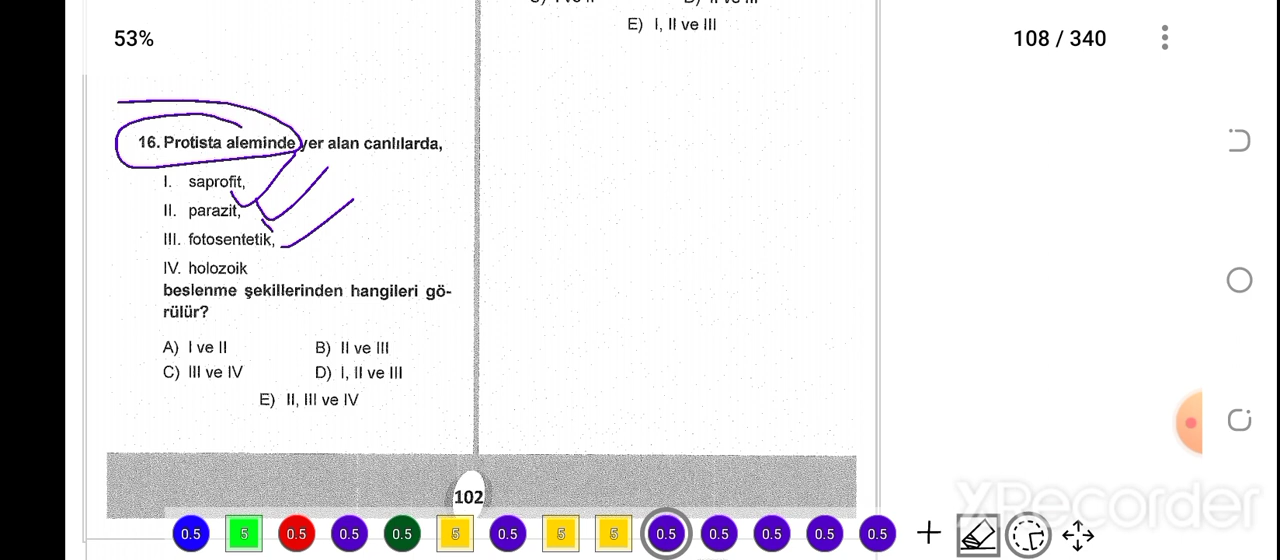 E) I, II ve III
53%
108 / 340
16. Protista aleminde yer alan canlılarda,
I. saprofit,
II. parazit,
III. fotosentetik,
IV. holozoik
beslenme şekillerinden hangileri gö-
rülür?
A) I ve II
B) II ve III
C) III ve IV
D) I, II ve III
E) II, III ve IV
102
0.5 5 0.5 0.5 0.5 5 0.5 5 5 0.5 0.5 0.5 0.5 0.5
XRecorder